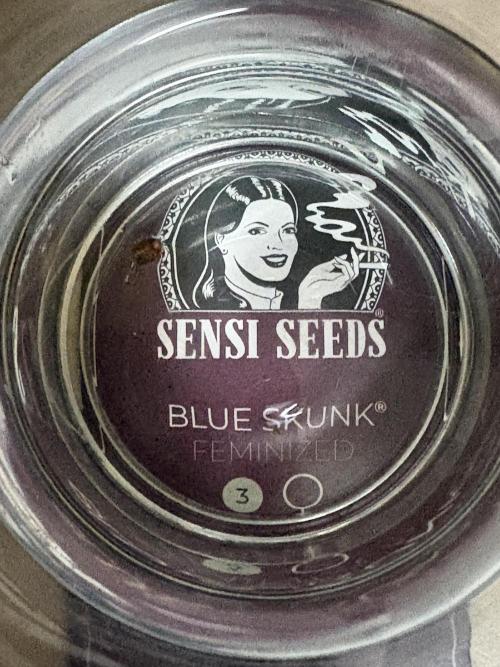 SENSI SEEDS®
BLUE SKUNK®
FEMINIZED
3